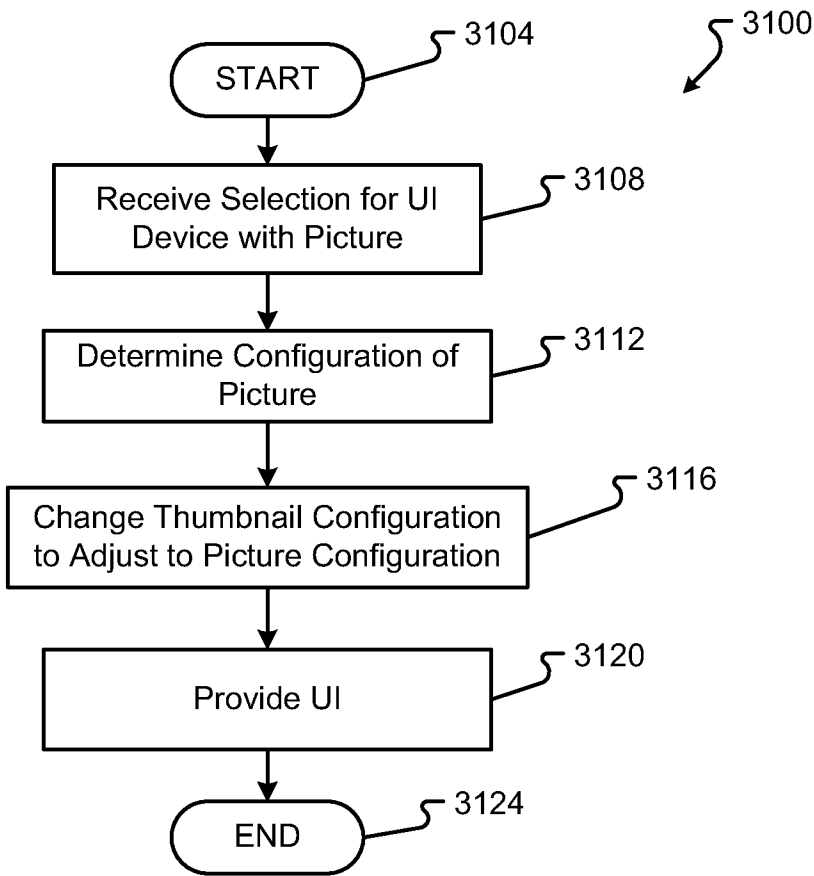 3100
START
3104
Receive Selection for UI
Device with Picture
3108
Determine Configuration of
Picture
3112
Change Thumbnail Configuration
to Adjust to Picture Configuration
3116
Provide UI
3120
END
3124